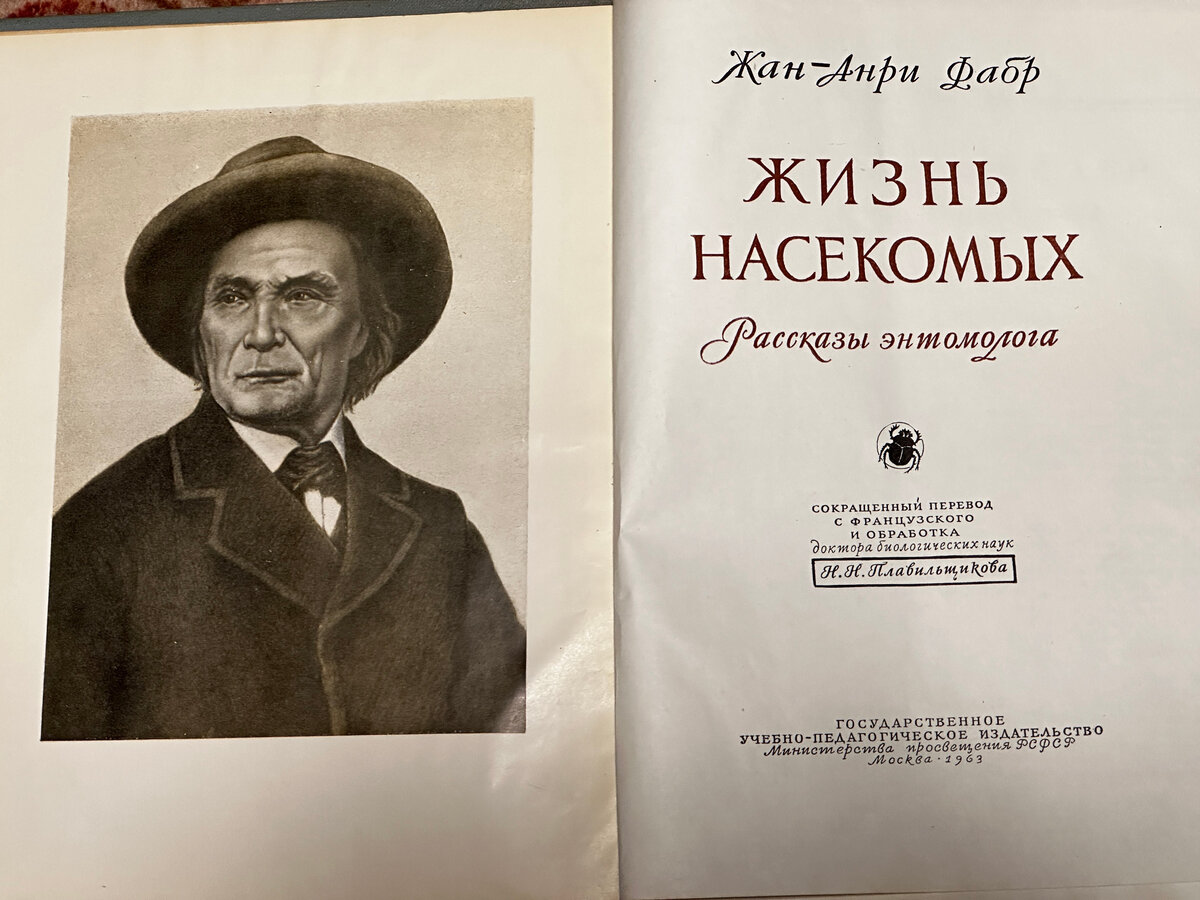 Жан-Анри Фабр
ЖИЗНЬ
НАСЕКОМЫХ
Рассказы энтомолога
СОКРАЩЕННЫЙ ПЕРЕВОД
С ФРАНЦУЗСКОГО
И ОБРАБОТКА
доктора биологических наук
Н.Н.Плавильщикова
ГОСУДАРСТВЕННОЕ
УЧЕБНО-ПЕДАГОГИЧЕСКОЕ ИЗДАТЕЛЬСТВО
Министерства просвещения РСФСР
Москва · 1963